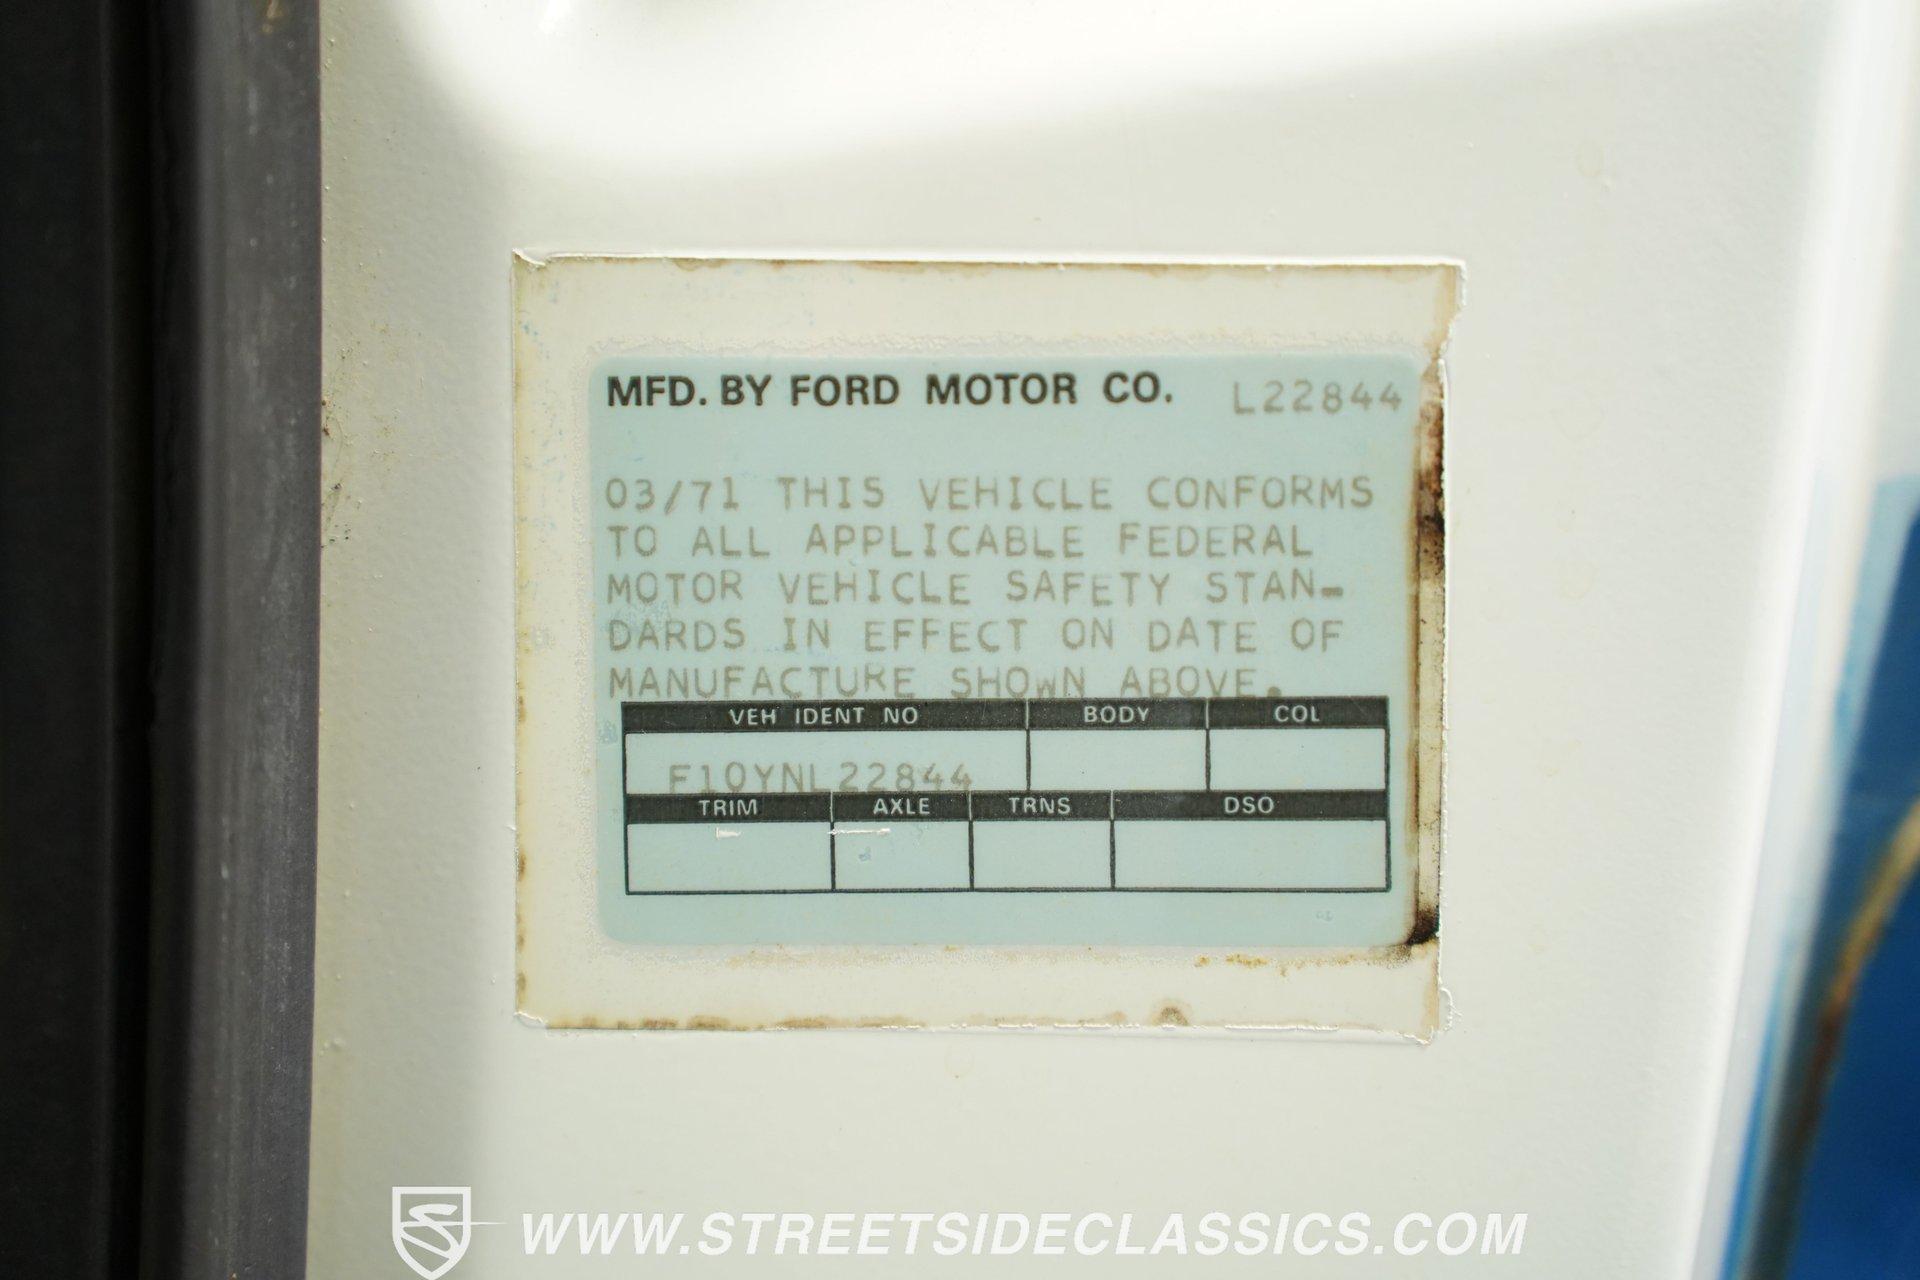 MFD. BY FORD MOTOR CO. L22844
03/71 THIS VEHICLE CONFORMS
TO ALL APPLICABLE FEDERAL
MOTOR VEHICLE SAFETY STAN-
DARDS IN EFFECT ON DATE OF
MANUFACTURE SHOWN ABOVE.
VEH IDENT NO BODY COL
F10YNL22844
TRIM AXLE TRNS DSO
WWW.STREETSIDECLASSICS.COM